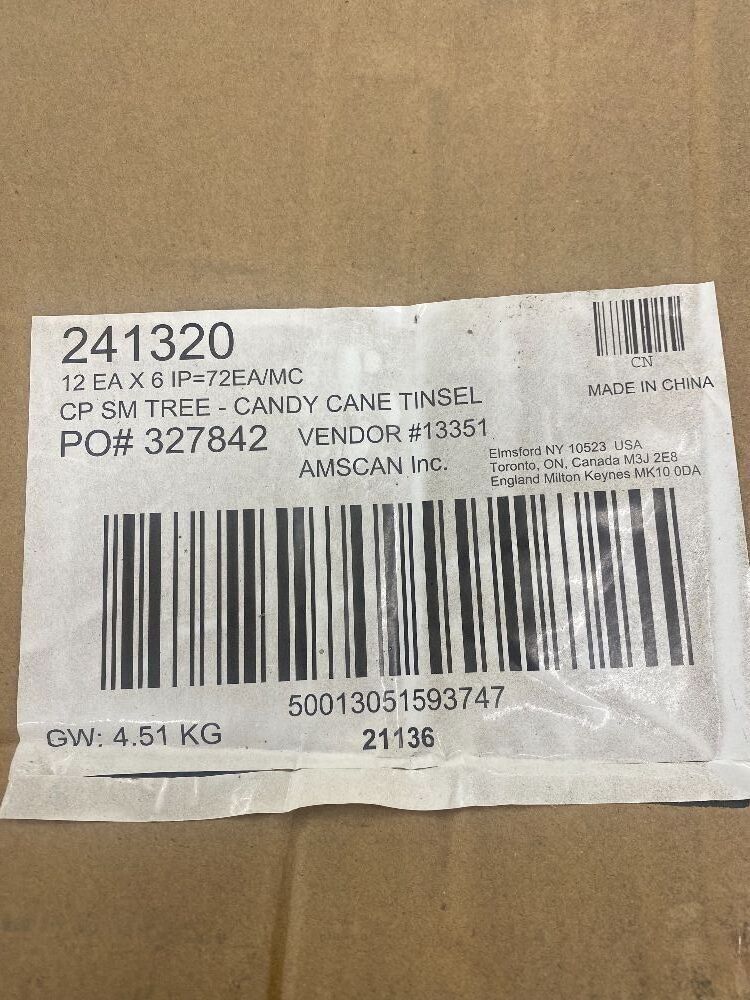 241320
12 EA X 6 IP=72EA/MC
CP SM TREE - CANDY CANE TINSEL
PO# 327842
VENDOR #13351
AMSCAN Inc.
CN
MADE IN CHINA
Elmsford NY 10523 USA
Toronto, ON, Canada M3J 2E8
England Milton Keynes MK10 0DA
50013051593747
GW: 4.51 KG
21136